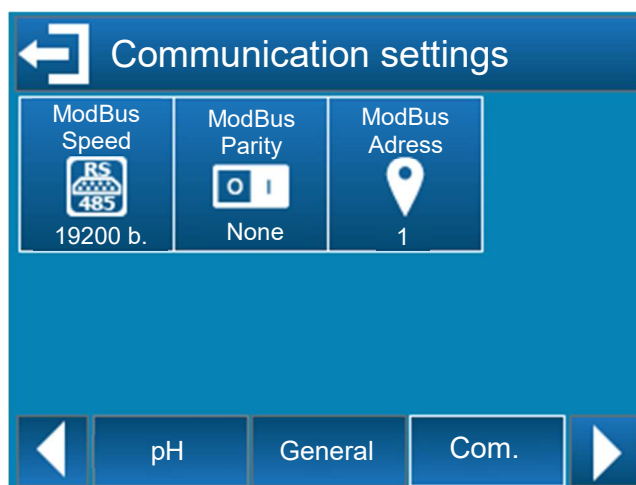 Communication settings
ModBus
Speed
RS
485
19200 b.
ModBus
Parity
O I
None
ModBus
Adress
1
pH
General
Com.